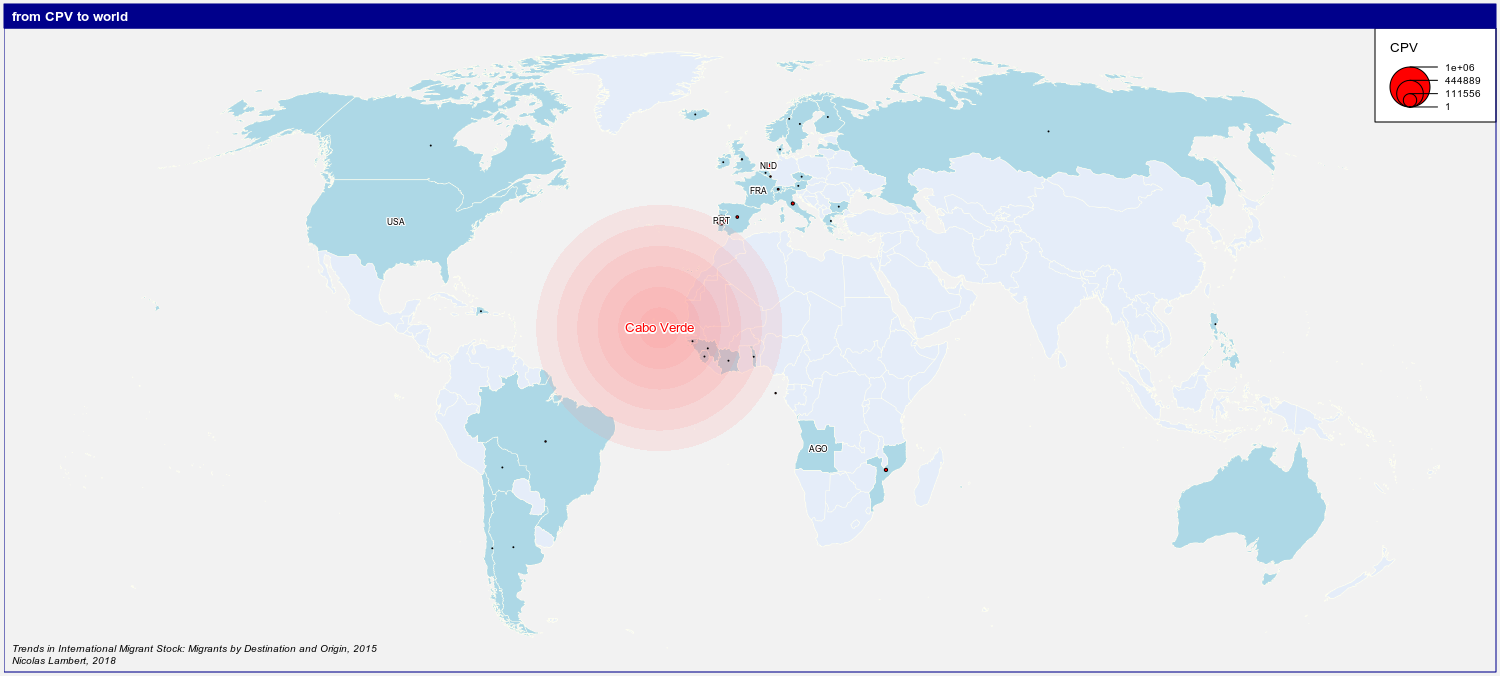 from CPV to world
CPV
1e+06
444889
111556
1
NLD
FRA
USA
PRT
Cabo Verde
AGO
Trends in International Migrant Stock: Migrants by Destination and Origin, 2015
Nicolas Lambert, 2018